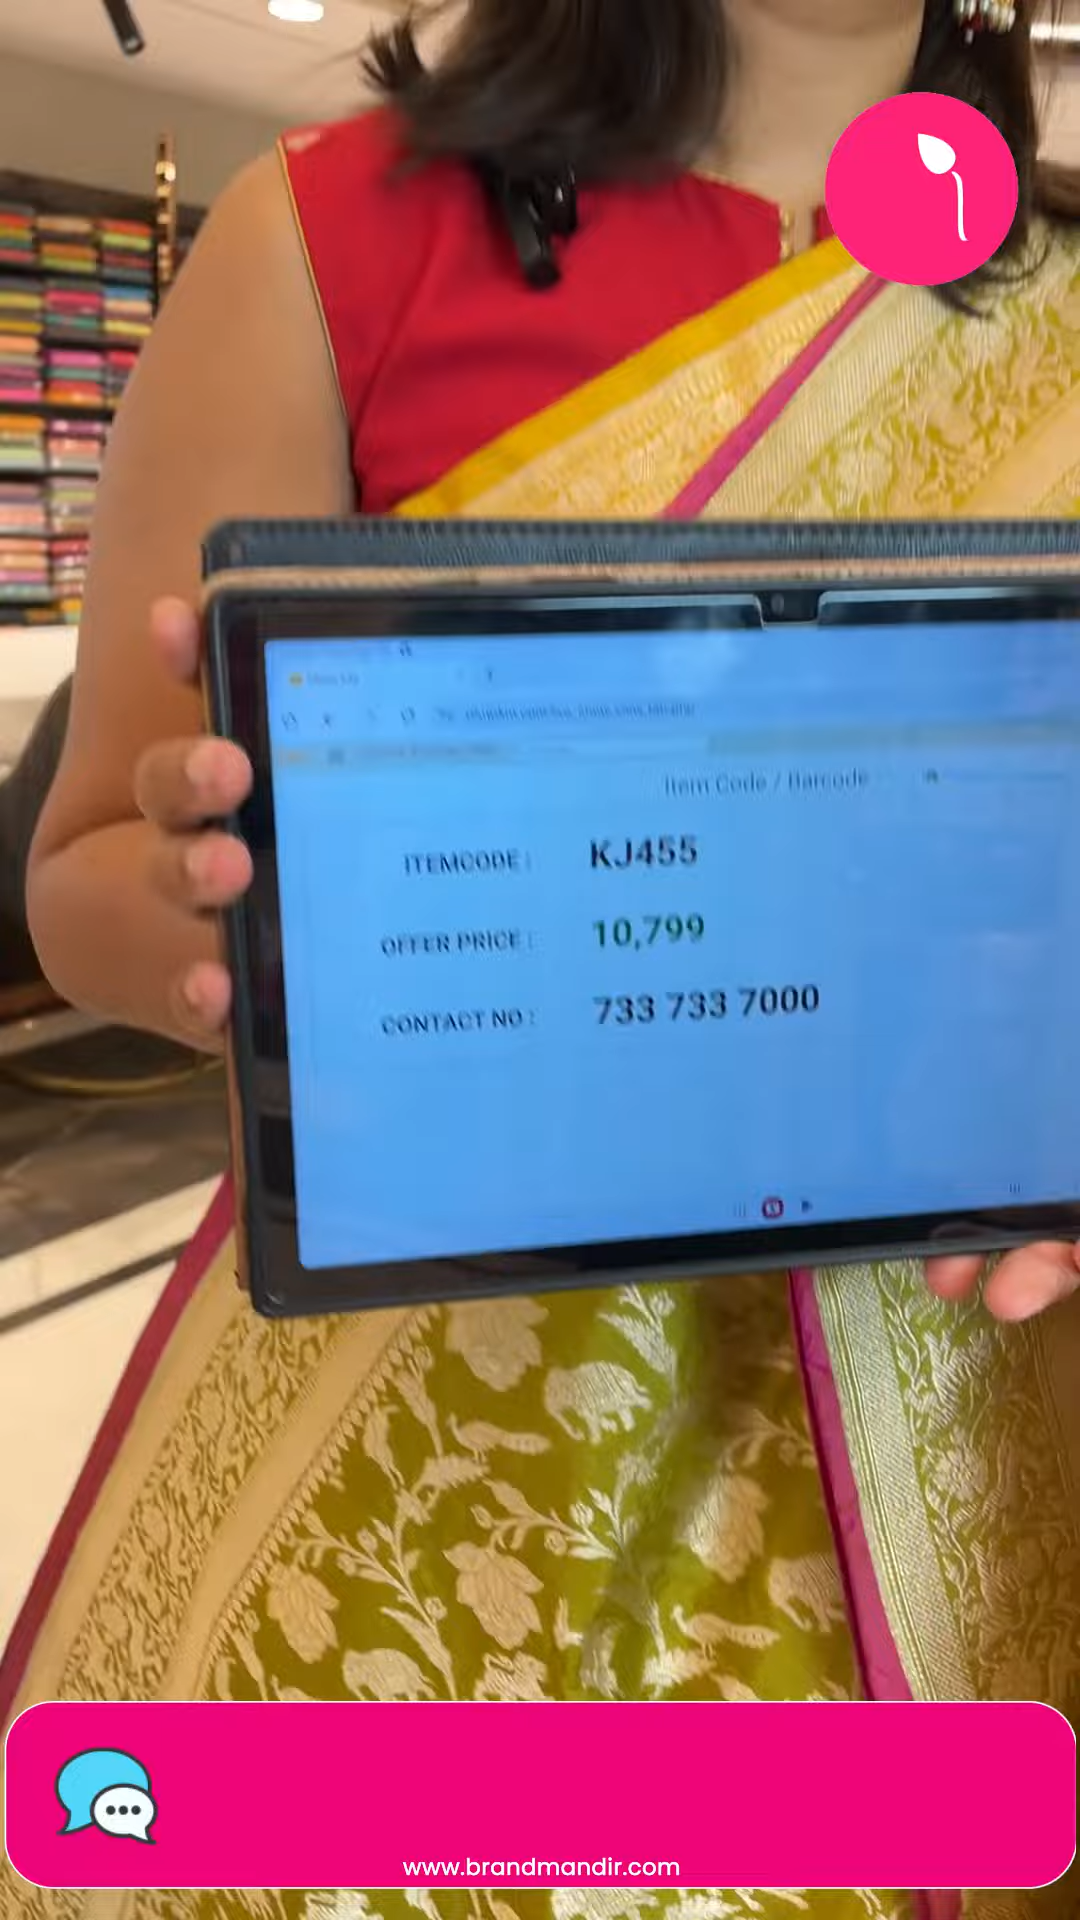 Item Code / Barcode
ITEMCODE : KJ455
OFFER PRICE : 10,799
CONTACT NO : 733 733 7000
www.brandmandir.com